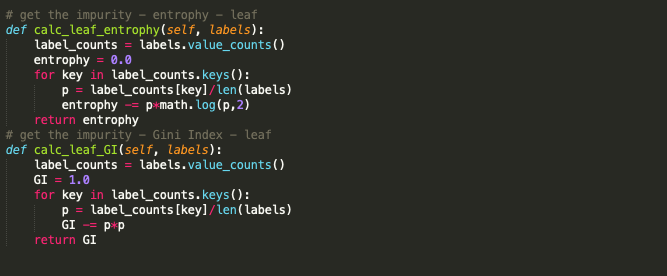 # get the impurity - entrophy - leaf
def calc_leaf_entrophy(self, labels):
    label_counts = labels.value_counts()
    entrophy = 0.0
    for key in label_counts.keys():
        p = label_counts[key]/len(labels)
        entrophy -= p*math.log(p,2)
    return entrophy
# get the impurity - Gini Index - leaf
def calc_leaf_GI(self, labels):
    label_counts = labels.value_counts()
    GI = 1.0
    for key in label_counts.keys():
        p = label_counts[key]/len(labels)
        GI -= p*p
    return GI